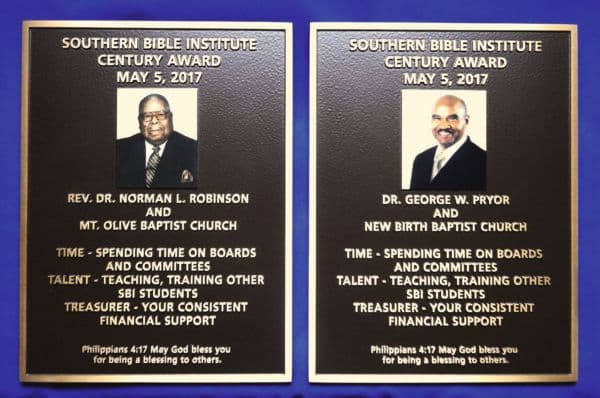 SOUTHERN BIBLE INSTITUTE
CENTURY AWARD
MAY 5, 2017
REV. DR. NORMAN L. ROBINSON
AND
MT. OLIVE BAPTIST CHURCH
TIME - SPENDING TIME ON BOARDS
AND COMMITTEES
TALENT - TEACHING, TRAINING OTHER
SBI STUDENTS
TREASURER - YOUR CONSISTENT
FINANCIAL SUPPORT
Philippians 4:17 May God bless you
for being a blessing to others.
SOUTHERN BIBLE INSTITUTE
CENTURY AWARD
MAY 5, 2017
DR. GEORGE W. PRYOR
AND
NEW BIRTH BAPTIST CHURCH
TIME - SPENDING TIME ON BOARDS
AND COMMITTEES
TALENT - TEACHING, TRAINING OTHER
SBI STUDENTS
TREASURER - YOUR CONSISTENT
FINANCIAL SUPPORT
Philippians 4:17 May God bless you
for being a blessing to others.